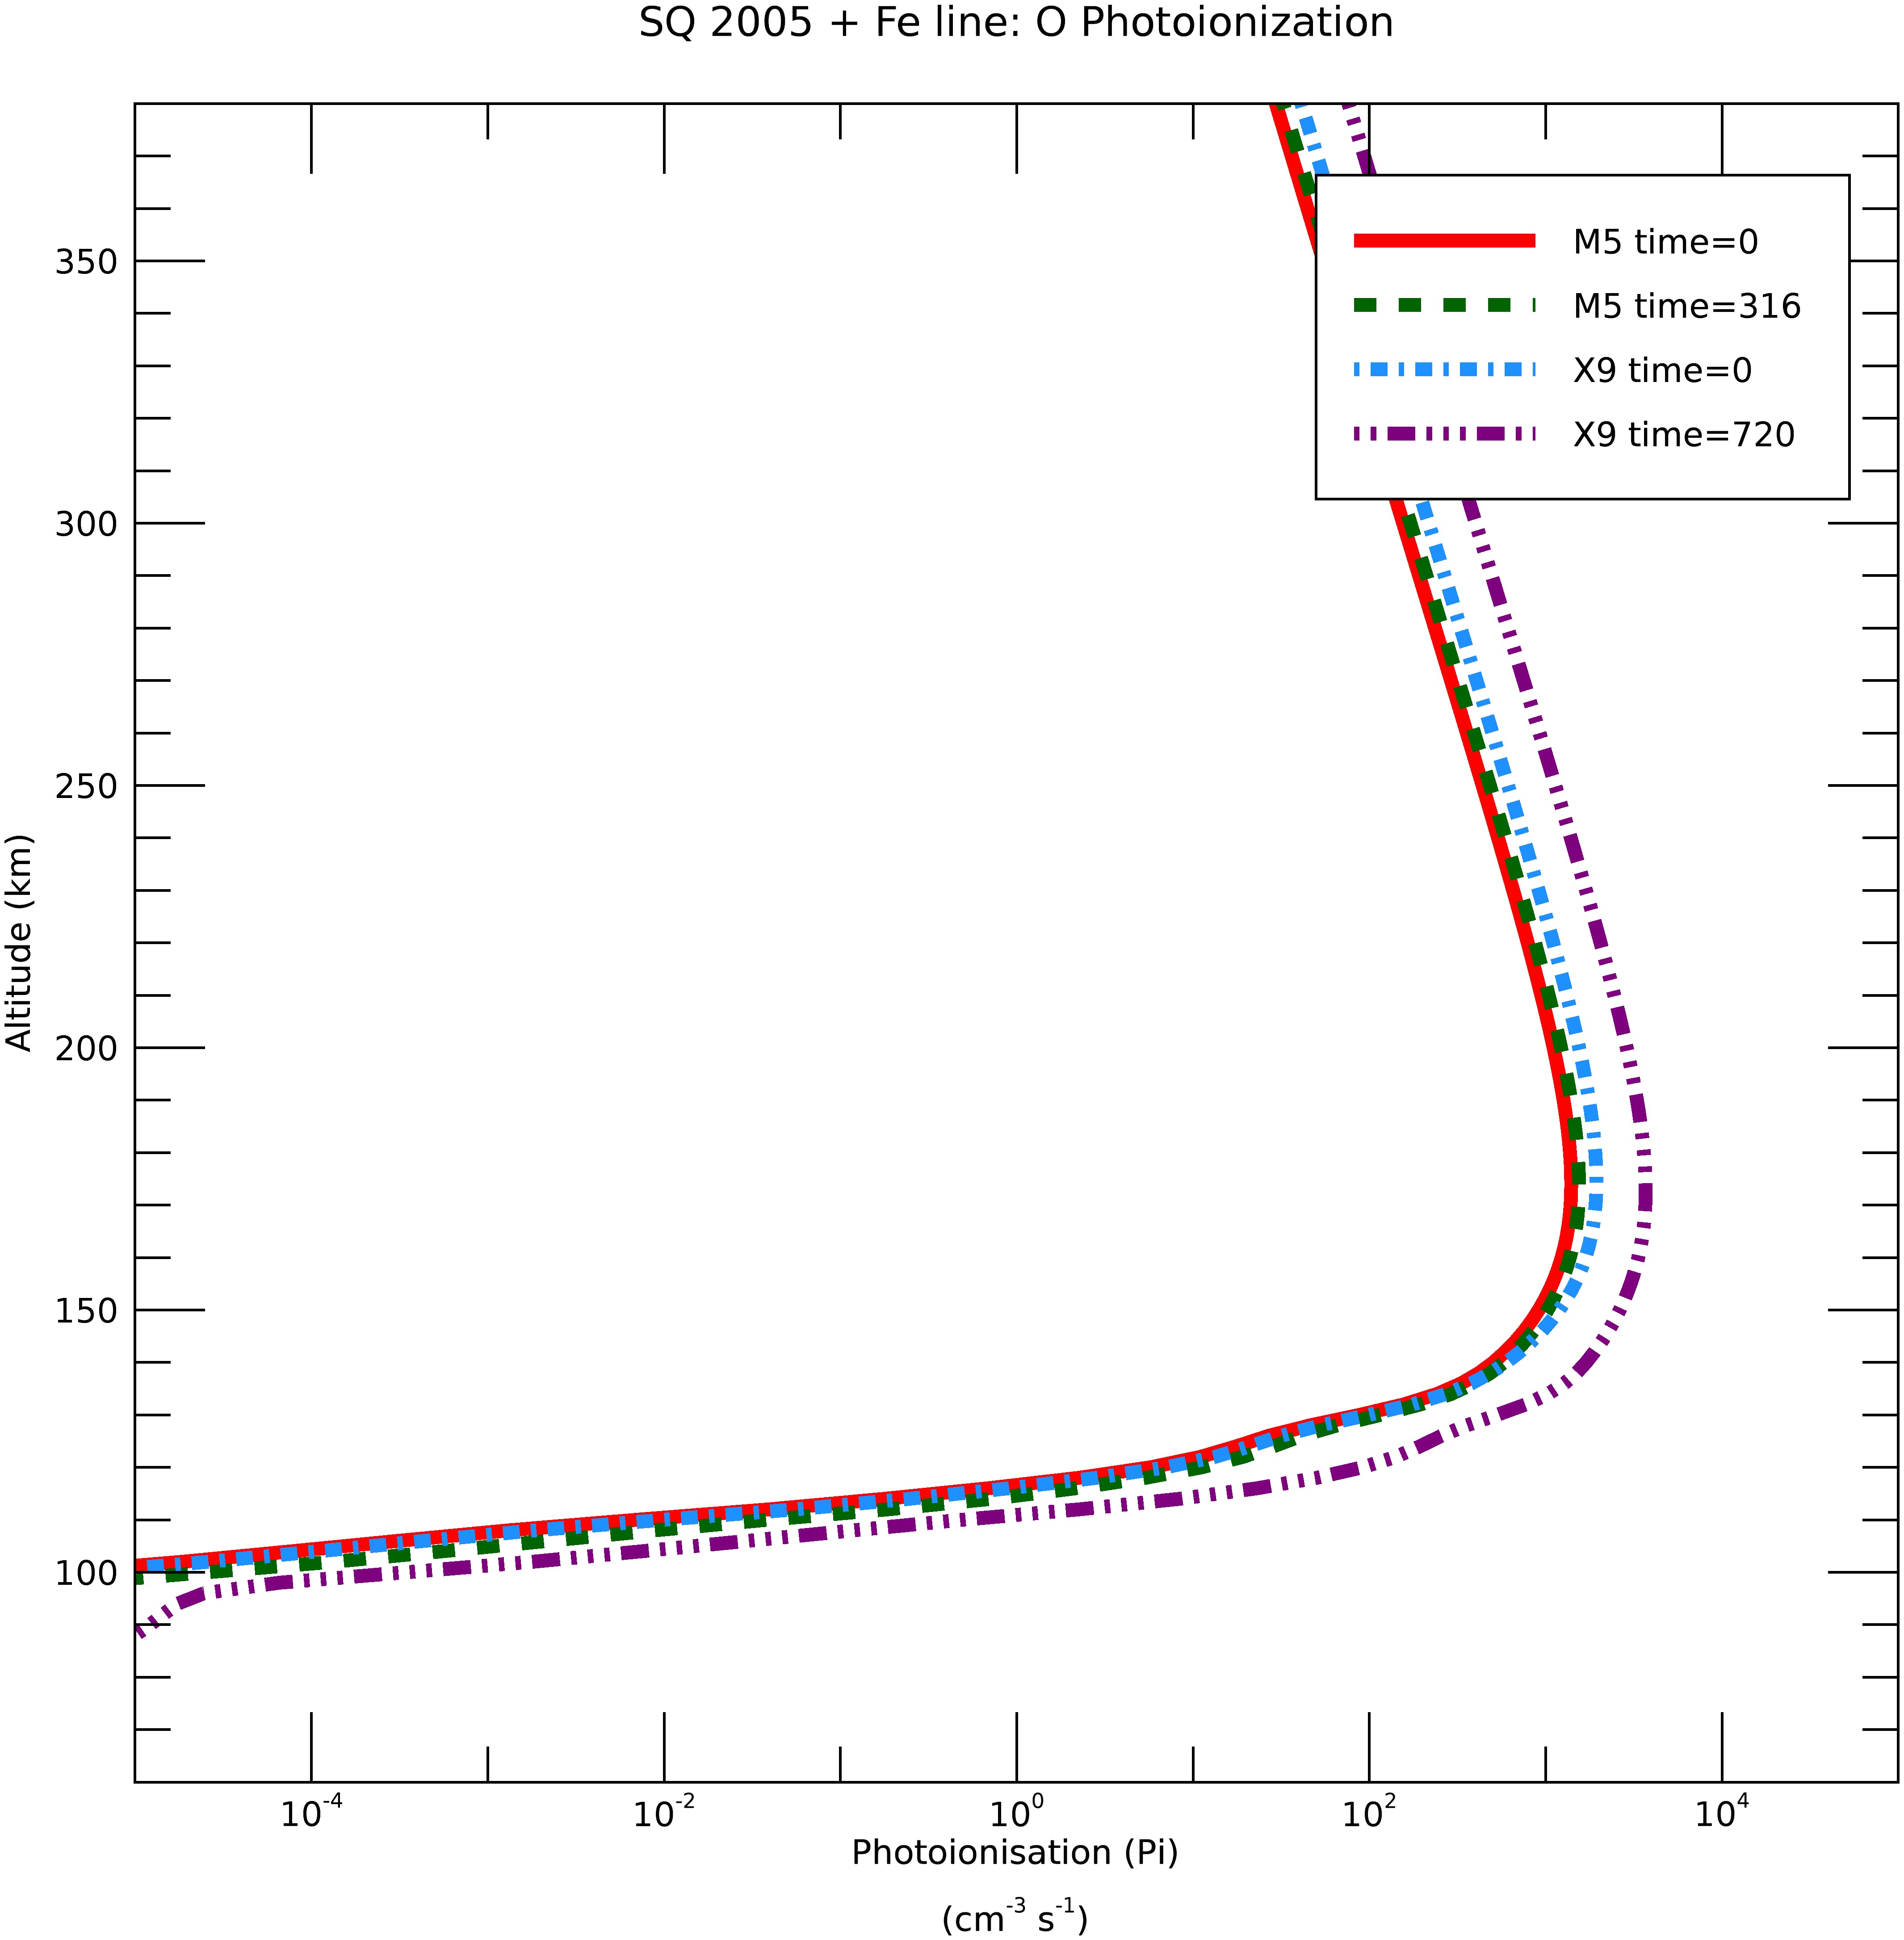 SQ 2005 + Fe line: O Photoionization
M5 time=0
M5 time=316
X9 time=0
X9 time=720
350
300
250
200
150
100
Altitude (km)
10⁻⁴ 10⁻² 10⁰ 10² 10⁴
Photoionisation (Pi)
(cm⁻³ s⁻¹)